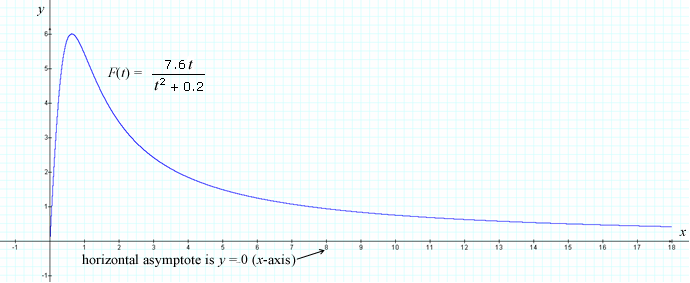 y
6
5
4
3
2
1
-1
F(t) = 7.6 t / t² + 0.2
-1 1 2 3 4 5 6 7 8 9 10 11 12 13 14 15 16 17 18 x
horizontal asymptote is y = 0 (x-axis)